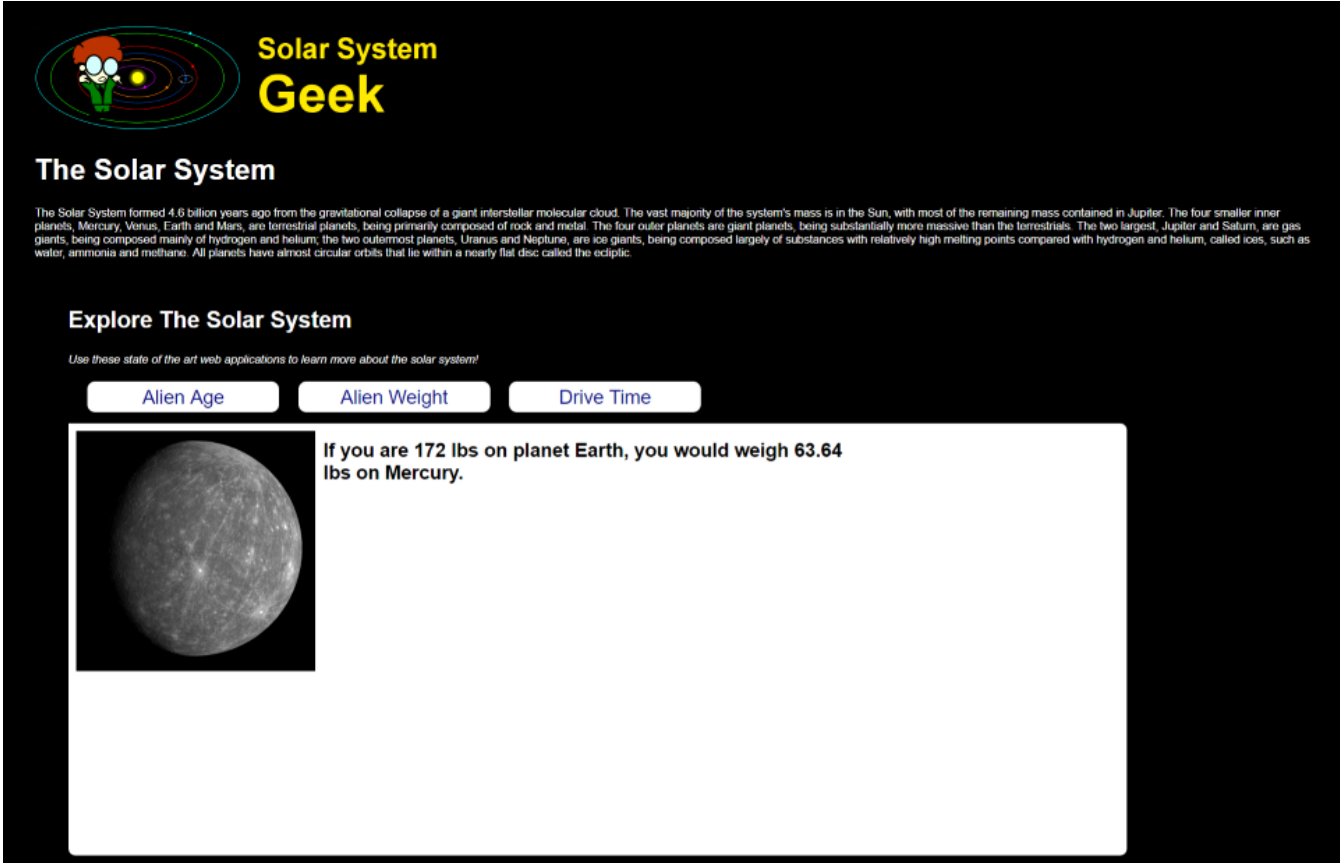 Solar System
Geek
The Solar System
The Solar System formed 4.6 billion years ago from the gravitational collapse of a giant interstellar molecular cloud. The vast majority of the system's mass is in the Sun, with most of the remaining mass contained in Jupiter. The four smaller inner
planets, Mercury, Venus, Earth and Mars, are terrestrial planets, being primarily composed of rock and metal. The four outer planets are giant planets, being substantially more massive than the terrestrials. The two largest, Jupiter and Saturn, are gas
giants, being composed mainly of hydrogen and helium; the two outermost planets, Uranus and Neptune, are ice giants, being composed largely of substances with relatively high melting points compared with hydrogen and helium, called ices, such as
water, ammonia and methane. All planets have almost circular orbits that lie within a nearly flat disc called the ecliptic.
Explore The Solar System
Use these state of the art web applications to learn more about the solar system!
Alien Age Alien Weight Drive Time
If you are 172 lbs on planet Earth, you would weigh 63.64
lbs on Mercury.